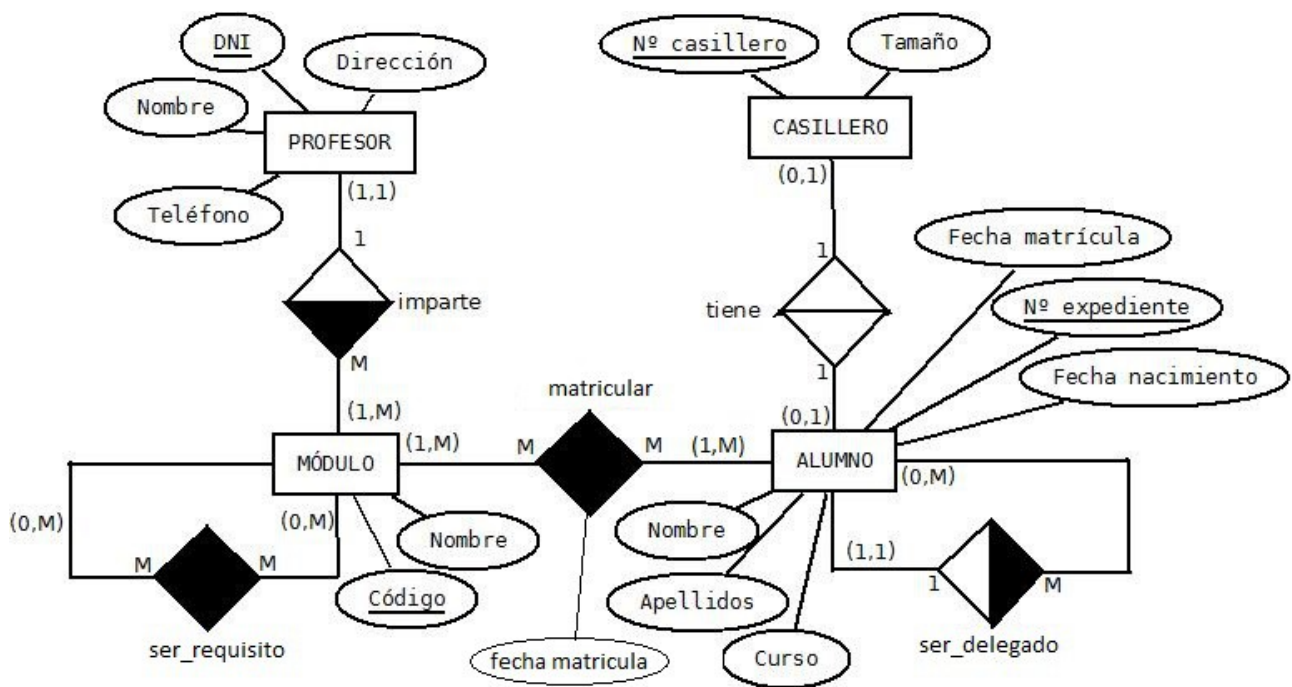 DNI
Nº casillero
Tamaño
Dirección
Nombre
PROFESOR
CASILLERO
(1,1)
(0,1)
Teléfono
Fecha matrícula
1
1
imparte
tiene
Nº expediente
M
1
Fecha nacimiento
matricular
(1,M)
(0,1)
(1,M)
M
M
(1,M)
MÓDULO
ALUMNO
(0,M)
(0,M)
(0,M)
Nombre
Nombre
(1,1)
M
M
1
M
Código
Apellidos
ser_requisito
fecha matricula
Curso
ser_delegado